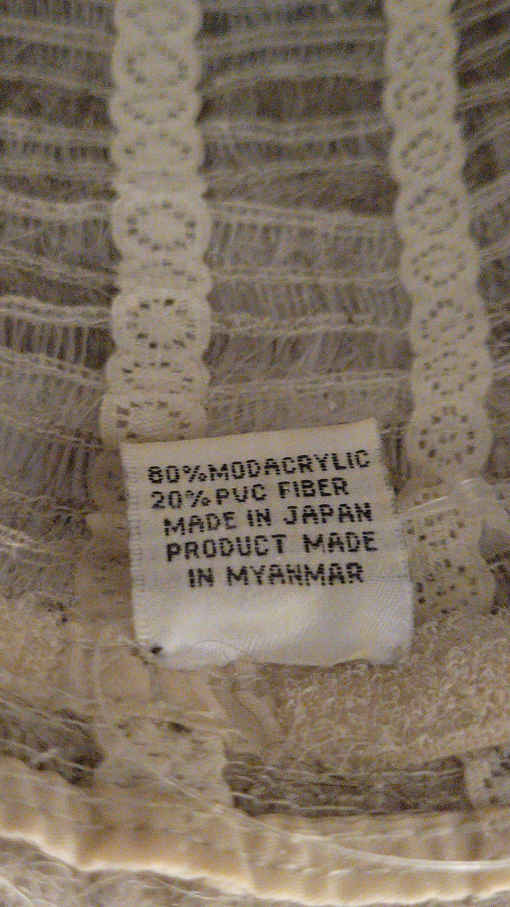 80%MODACRYLIC
20%PVC FIBER
MADE IN JAPAN
PRODUCT MADE
IN MYANMAR